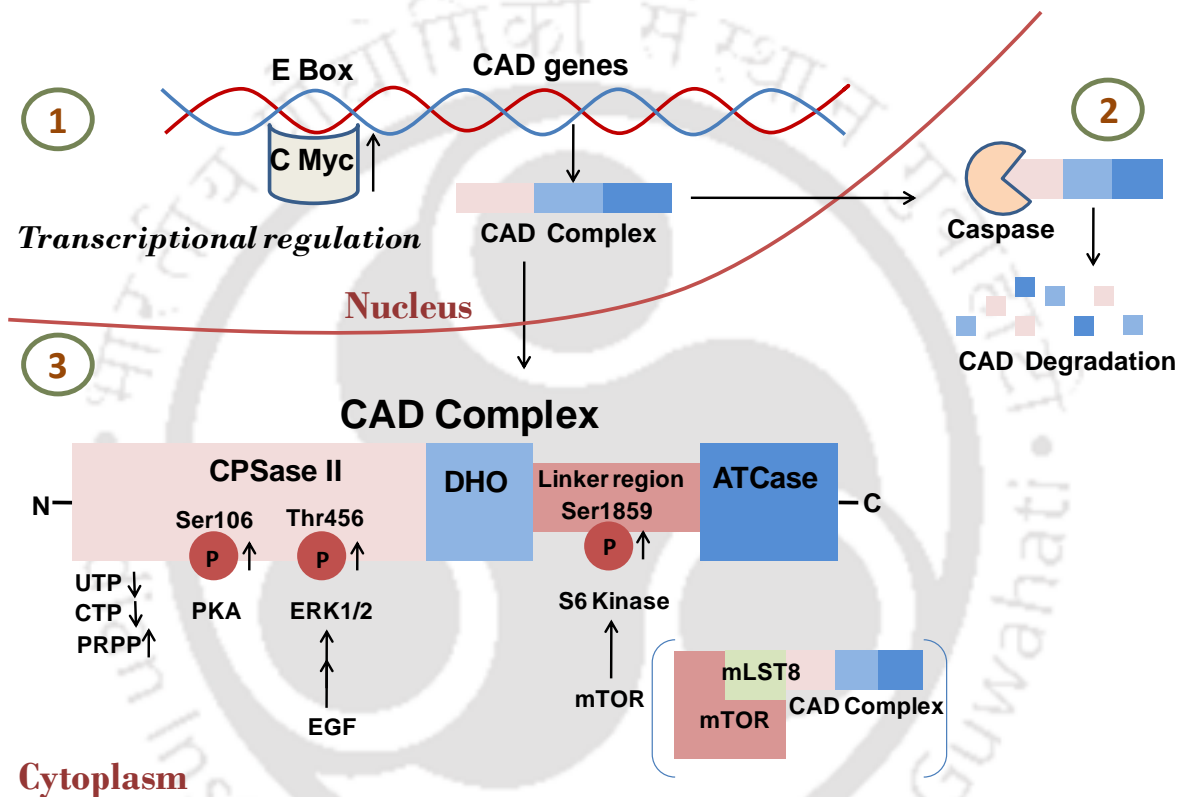 E Box
CAD genes
1
2
C Myc
CAD Complex
Caspase
Transcriptional regulation
Nucleus
CAD Degradation
3
CAD Complex
CPSase II
DHO
Linker region
ATCase
N
C
Ser106
Thr456
Ser1859
P
P
P
UTP
CTP
PRPP
PKA
ERK1/2
S6 Kinase
EGF
mTOR
mLST8
mTOR
CAD Complex
Cytoplasm
Guwahati